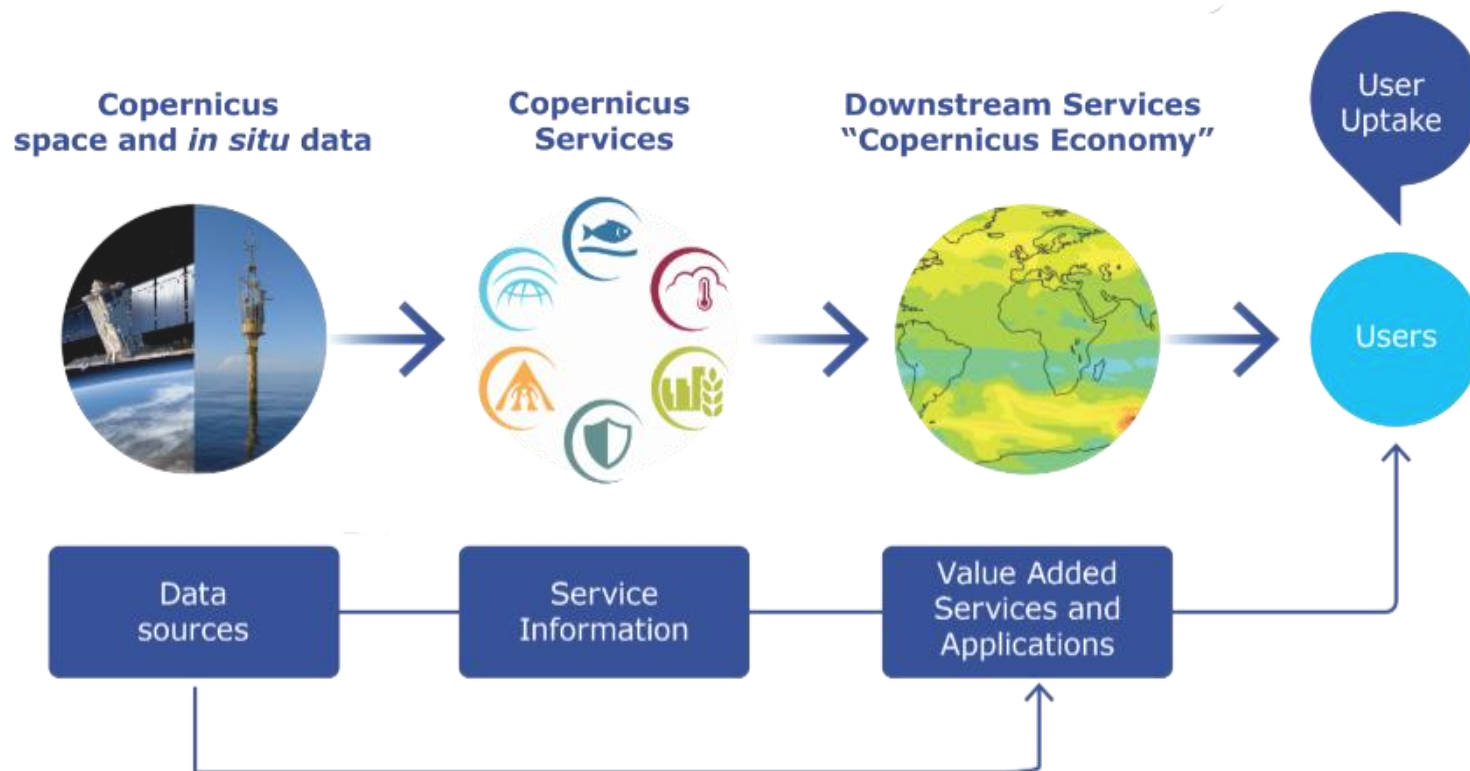 Copernicus
space and in situ data
Copernicus
Services
Downstream Services
“Copernicus Economy”
User
Uptake
Users
Data
sources
Service
Information
Value Added
Services and
Applications